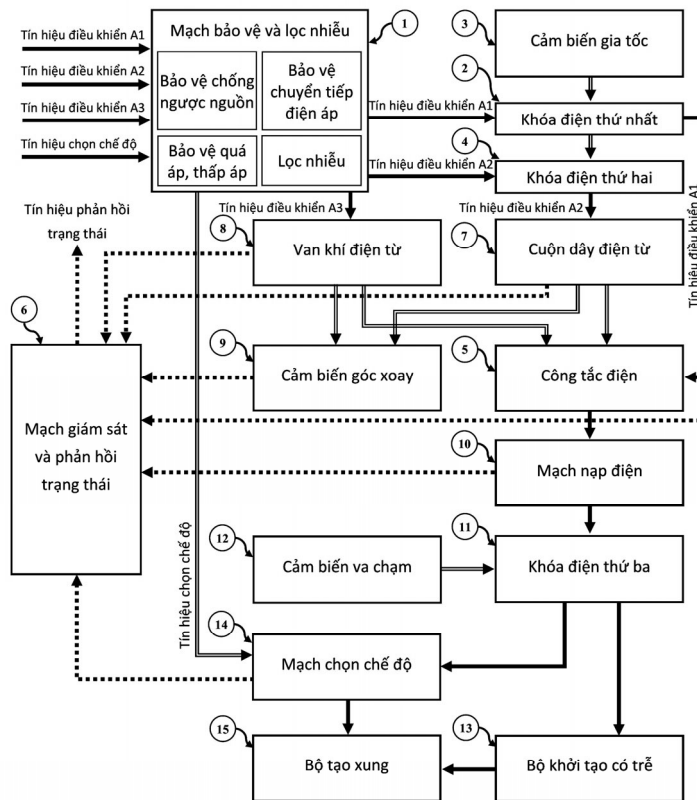 Tín hiệu điều khiển A1
Tín hiệu điều khiển A2
Tín hiệu điều khiển A3
Tín hiệu chọn chế độ
Mạch bảo vệ và lọc nhiễu
Bảo vệ chống
ngược nguồn
Bảo vệ
chuyển tiếp
điện áp
Bảo vệ quá
áp, thấp áp
Lọc nhiễu
1
3
Cảm biến gia tốc
2
Tín hiệu điều khiển A1
Khóa điện thứ nhất
4
Tín hiệu điều khiển A2
Khóa điện thứ hai
Tín hiệu điều khiển A1
Tín hiệu phản hồi
trạng thái
Tín hiệu điều khiển A3
8
Van khí điện từ
Tín hiệu điều khiển A2
7
Cuộn dây điện từ
6
Mạch giám sát
và phản hồi
trạng thái
9
Cảm biến góc xoay
5
Công tắc điện
10
Mạch nạp điện
11
Khóa điện thứ ba
12
Cảm biến va chạm
Tín hiệu chọn chế độ
14
Mạch chọn chế độ
15
Bộ tạo xung
13
Bộ khởi tạo có trễ